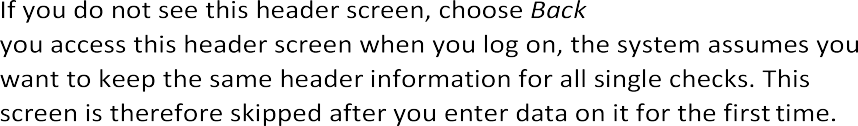 If you do not see this header screen, choose Back
you access this header screen when you log on, the system assumes you
want to keep the same header information for all single checks. This
screen is therefore skipped after you enter data on it for the first time.